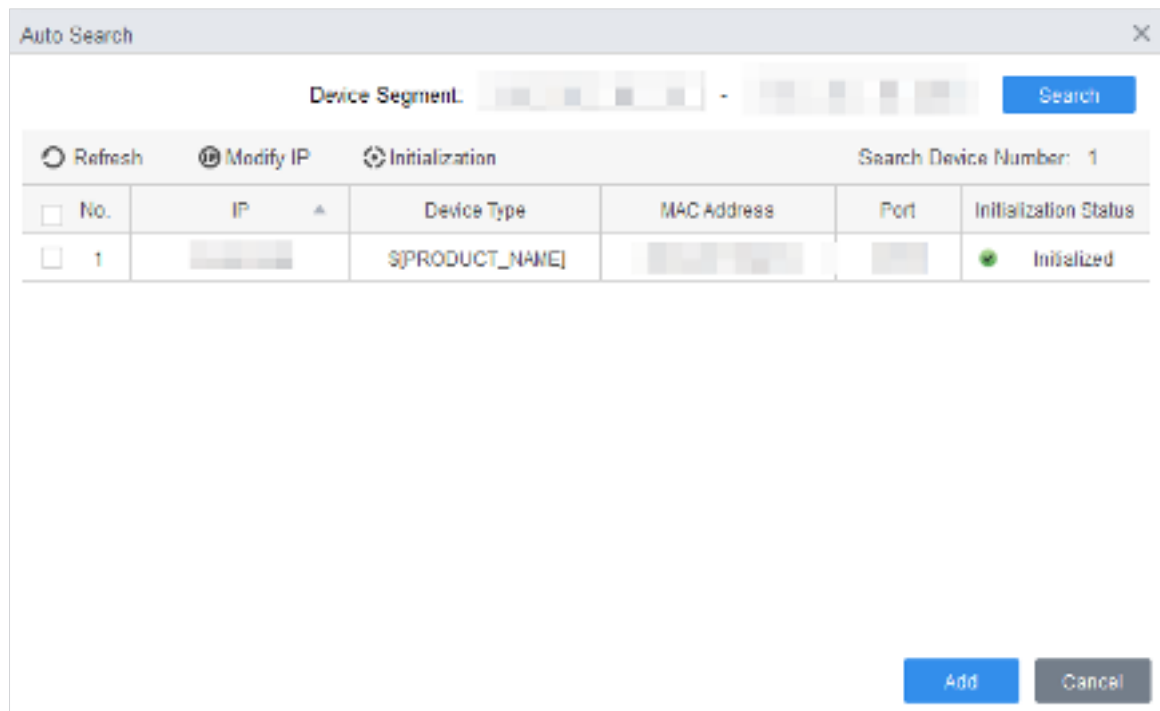 Auto Search
Device Segment: - Search
Refresh Modify IP Initialization Search Device Number: 1
No. IP Device Type MAC Address Port Initialization Status
1 $[PRODUCT_NAME] Initialized
Add Cancel